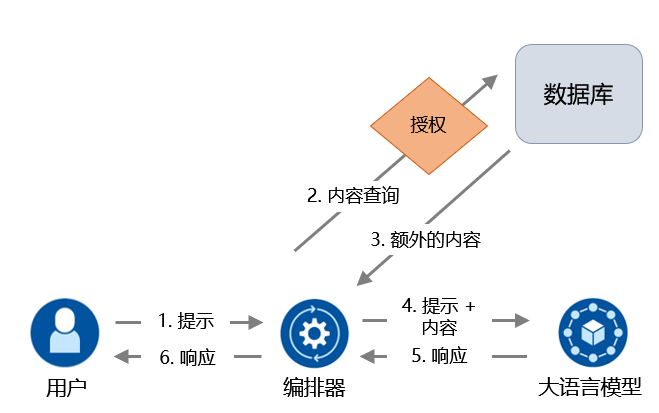 数据库
授权
2. 内容查询
3. 额外的内容
1. 提示
4. 提示 +
内容
6. 响应
5. 响应
用户
编排器
大语言模型